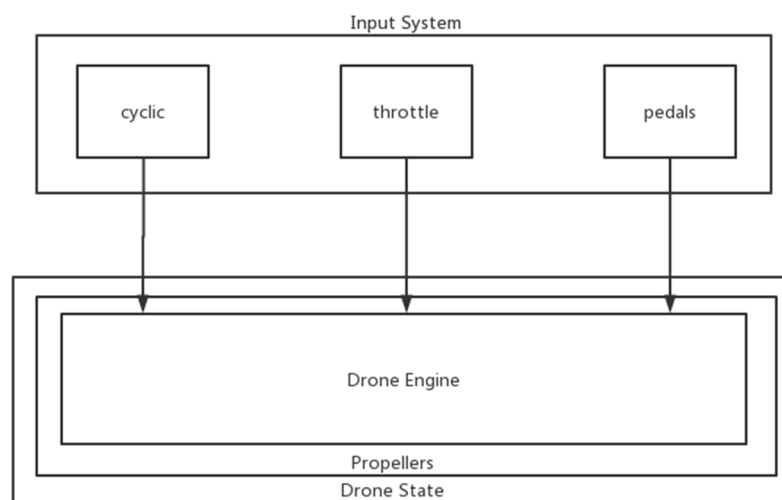 Input System
cyclic
throttle
pedals
Drone Engine
Propellers
Drone State